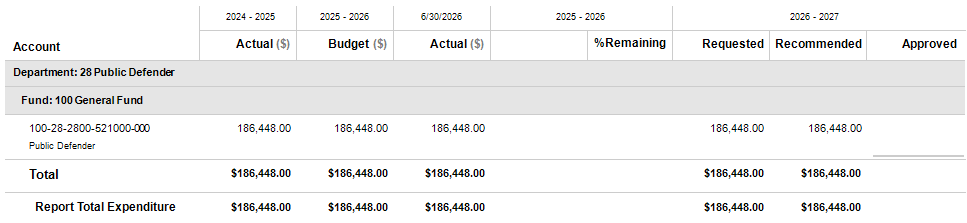 2024 - 2025 2025 - 2026 6/30/2026 2025 - 2026 2026 - 2027
Account Actual ($) Budget ($) Actual ($) %Remaining Requested Recommended Approved
Department: 28 Public Defender
Fund: 100 General Fund
100-28-2800-521000-000 186,448.00 186,448.00 186,448.00 186,448.00 186,448.00
Public Defender
Total $186,448.00 $186,448.00 $186,448.00 $186,448.00 $186,448.00
Report Total Expenditure $186,448.00 $186,448.00 $186,448.00 $186,448.00 $186,448.00